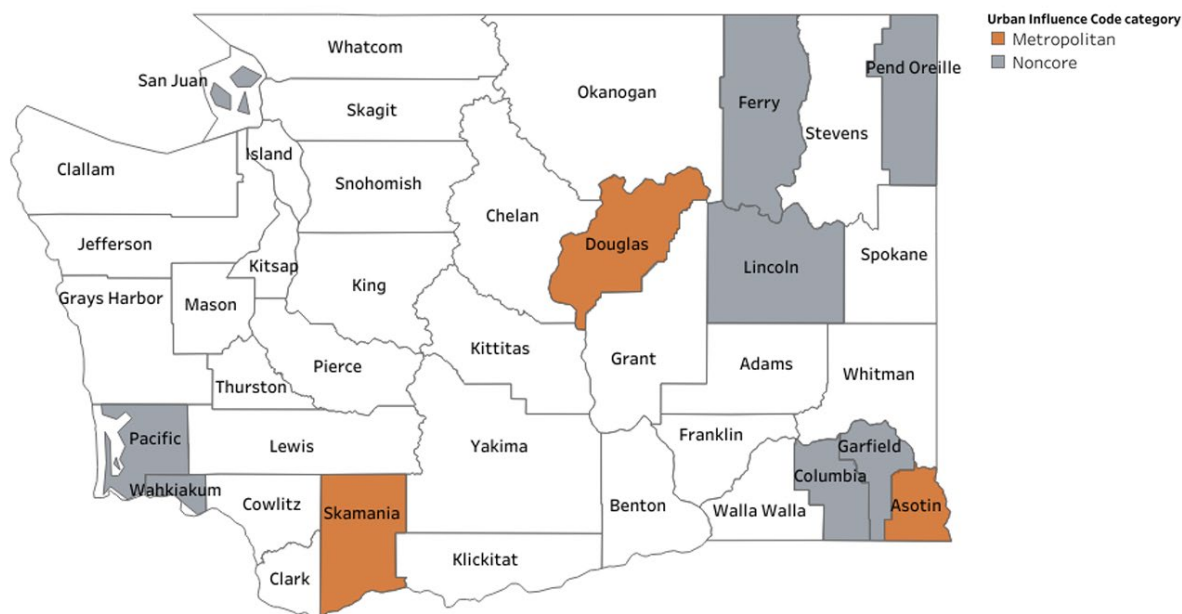 Urban Influence Code category
Metropolitan
Noncore
Whatcom
San Juan
Skagit
Okanogan
Ferry
Pend Oreille
Stevens
Island
Clallam
Snohomish
Chelan
Jefferson
Douglas
Kitsap
King
Lincoln
Spokane
Grays Harbor
Mason
Kittitas
Grant
Adams
Pierce
Thurston
Whitman
Pacific
Lewis
Yakima
Franklin
Garfield
Columbia
Wahkiakum
Cowlitz
Skamania
Benton
Walla Walla
Asotin
Klickitat
Clark